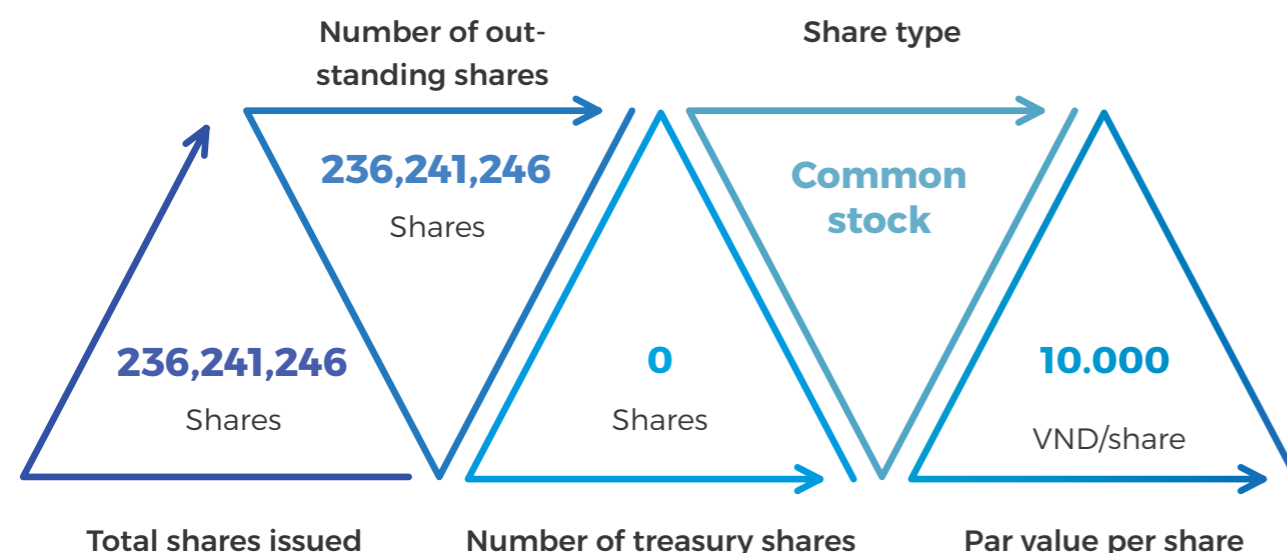 Number of out-
standing shares
Share type
236,241,246
Shares
Common
stock
236,241,246
Shares
0
Shares
10.000
VND/share
Total shares issued
Number of treasury shares
Par value per share